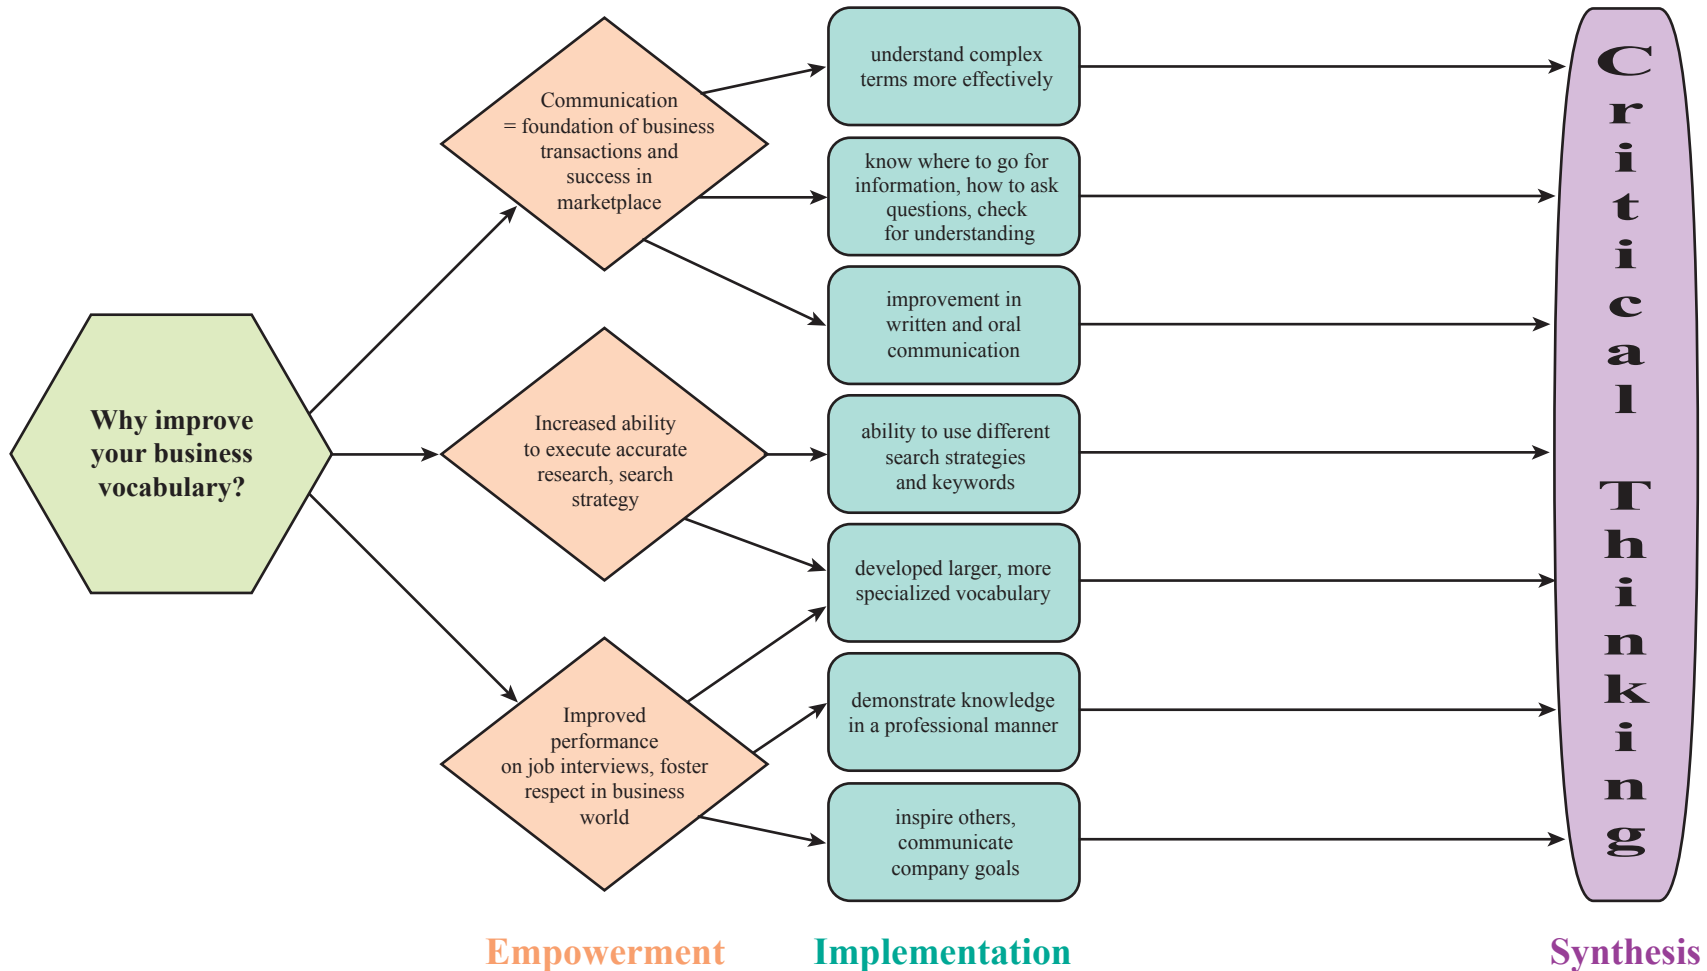 Why improve
your business
vocabulary?
Communication
= foundation of business
transactions and
success in
marketplace
Increased ability
to execute accurate
research, search
strategy
Improved
performance
on job interviews, foster
respect in business
world
understand complex
terms more effectively
know where to go for
information, how to ask
questions, check
for understanding
improvement in
written and oral
communication
ability to use different
search strategies
and keywords
developed larger, more
specialized vocabulary
demonstrate knowledge
in a professional manner
inspire others,
communicate
company goals
Critical Thinking
Empowerment
Implementation
Synthesis